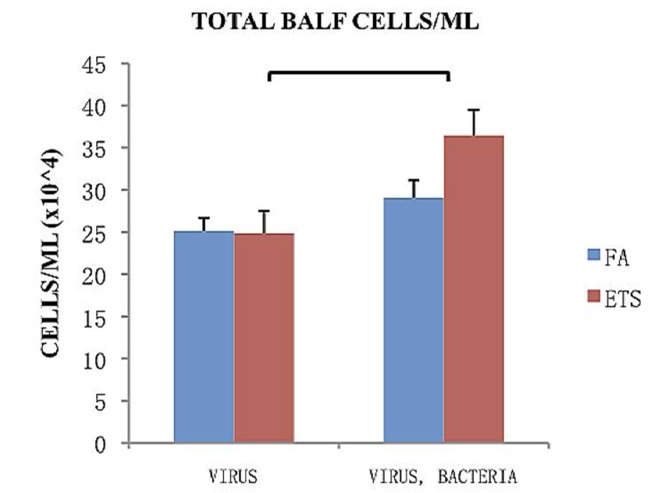 TOTAL BALF CELLS/ML
CELLS/ML (x10^4)
45
40
35
30
25
20
15
10
5
0
FA
ETS
VIRUS
VIRUS, BACTERIA